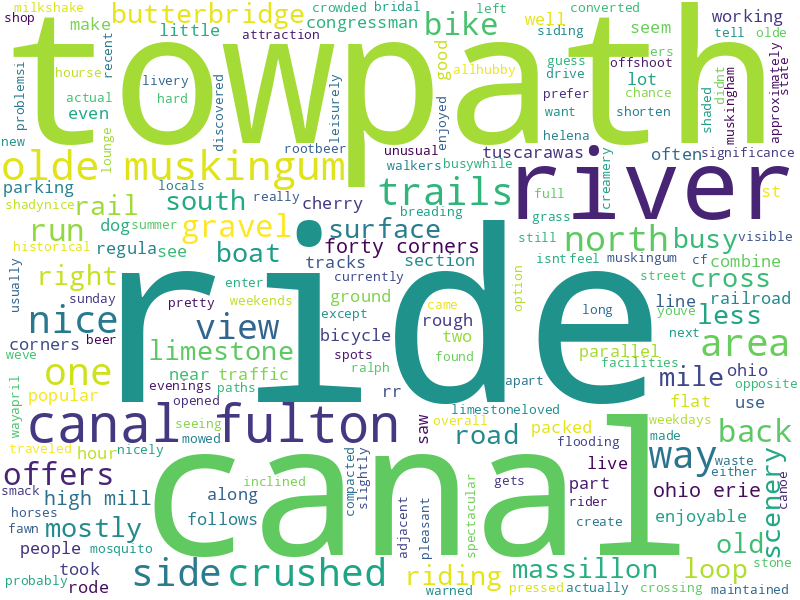 milkshake
crowded bridal
left
converted
shop
butterbridge
congressman
bike
well
working
make
little
attraction
siding
tell olde
towpath
guess
offshoot
drive
seem
problemsi
recent
livery
good
allhubby
prefer
lot
state
approximately
actual
discovered
leisurely
enjoyed
want
chance
shaded
didnt
muskingham
even
hard
shorten
hourse
new
lounge
rootbeer
unusual
helena
olde muskingum
tuscarawas
often
significance
walkers
busywhile
parking
locals
trails
river
creamery
full
st
shadynice
rail
south
really
cherry
breading
grass
run
dog
summer
gravel
surface
still
north
busy
visible
historical
regula
see
boat
forty corners
isnt
feel
muskingum
cf
combine
right
tracks
section
street
cross
usually
enter
currently
ground
option
line
railroad
sunday
pretty
weekends
came
long
youve
nice
view
except
rough
ride
next
less
corners
beer
bicycle
two
area
weve
one
limestone
spots
found
parallel
ohio
near
traffic
ralph
apart
facilities
mile
opposite
popular
evenings
paths
opened
limestoneloved
flat
use
wayapril
canal fulton
seeing
mowed
saw
overall
weekdays
back
traveled
hour
nicely
road
packed
made
flooding
way
waste
either
offers
smack
high mill
inclined
compacted
slightly
gets
live
part
scenery
canoe
horses
along
canal
rider
ohio erie
fawn
mostly
follows
adjacent
pleasant
spectacular
create
enjoyable
old
people
mosquito
took
side
crushed
riding
massillon
loop
stone
probably
rode
warned
pressed
actually
crossing
maintained
rr